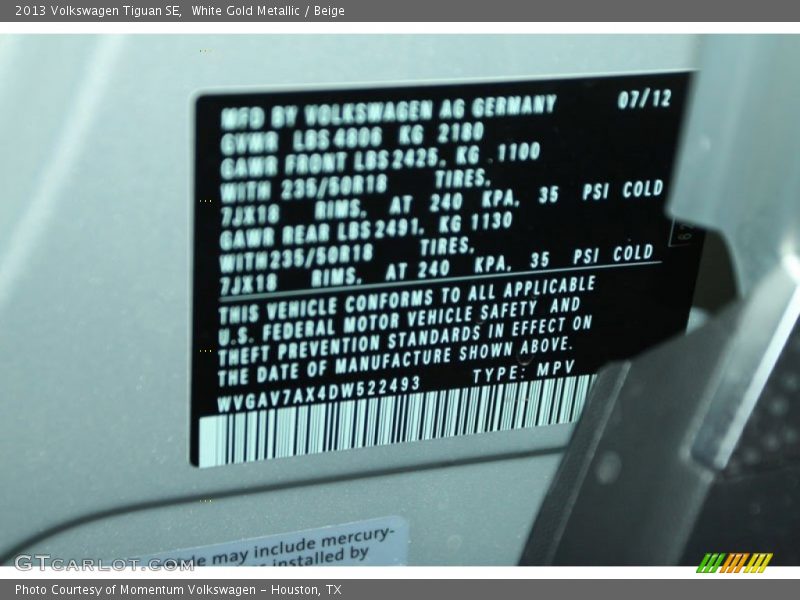 2013 Volkswagen Tiguan SE,  White Gold Metallic / Beige
MFD BY VOLKSWAGEN AG GERMANY 07/12
GVWR LBS 4806 KG 2180
GAWR FRONT LBS 2425. KG 1100
WITH 235/50R18 TIRES,
7JX18 RIMS, AT 240 KPA, 35 PSI COLD
GAWR REAR LBS 2491. KG 1130
WITH 235/50R18 TIRES,
7JX18 RIMS, AT 240 KPA, 35 PSI COLD
THIS VEHICLE CONFORMS TO ALL APPLICABLE
U.S. FEDERAL MOTOR VEHICLE SAFETY AND
THEFT PREVENTION STANDARDS IN EFFECT ON
THE DATE OF MANUFACTURE SHOWN ABOVE.
WVGAV7AX4DW522493 TYPE: MPV
may include mercury-
installed by
GTCARLOT.COM
Photo Courtesy of Momentum Volkswagen - Houston, TX